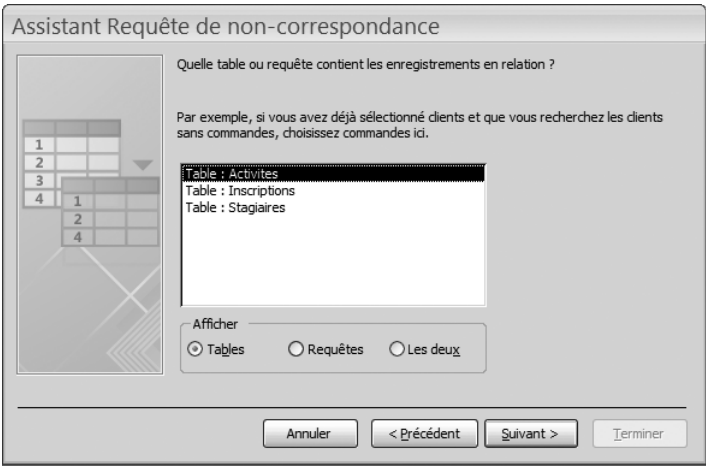 Assistant Requête de non-correspondance
Quelle table ou requête contient les enregistrements en relation ?
Par exemple, si vous avez déjà sélectionné clients et que vous recherchez les clients
sans commandes, choisissez commandes ici.
1
2
3
4
1
2
4
Table : Activites
Table : Inscriptions
Table : Stagiaires
Afficher
Tables
Requêtes
Les deux
Annuler
< Précédent
Suivant >
Terminer